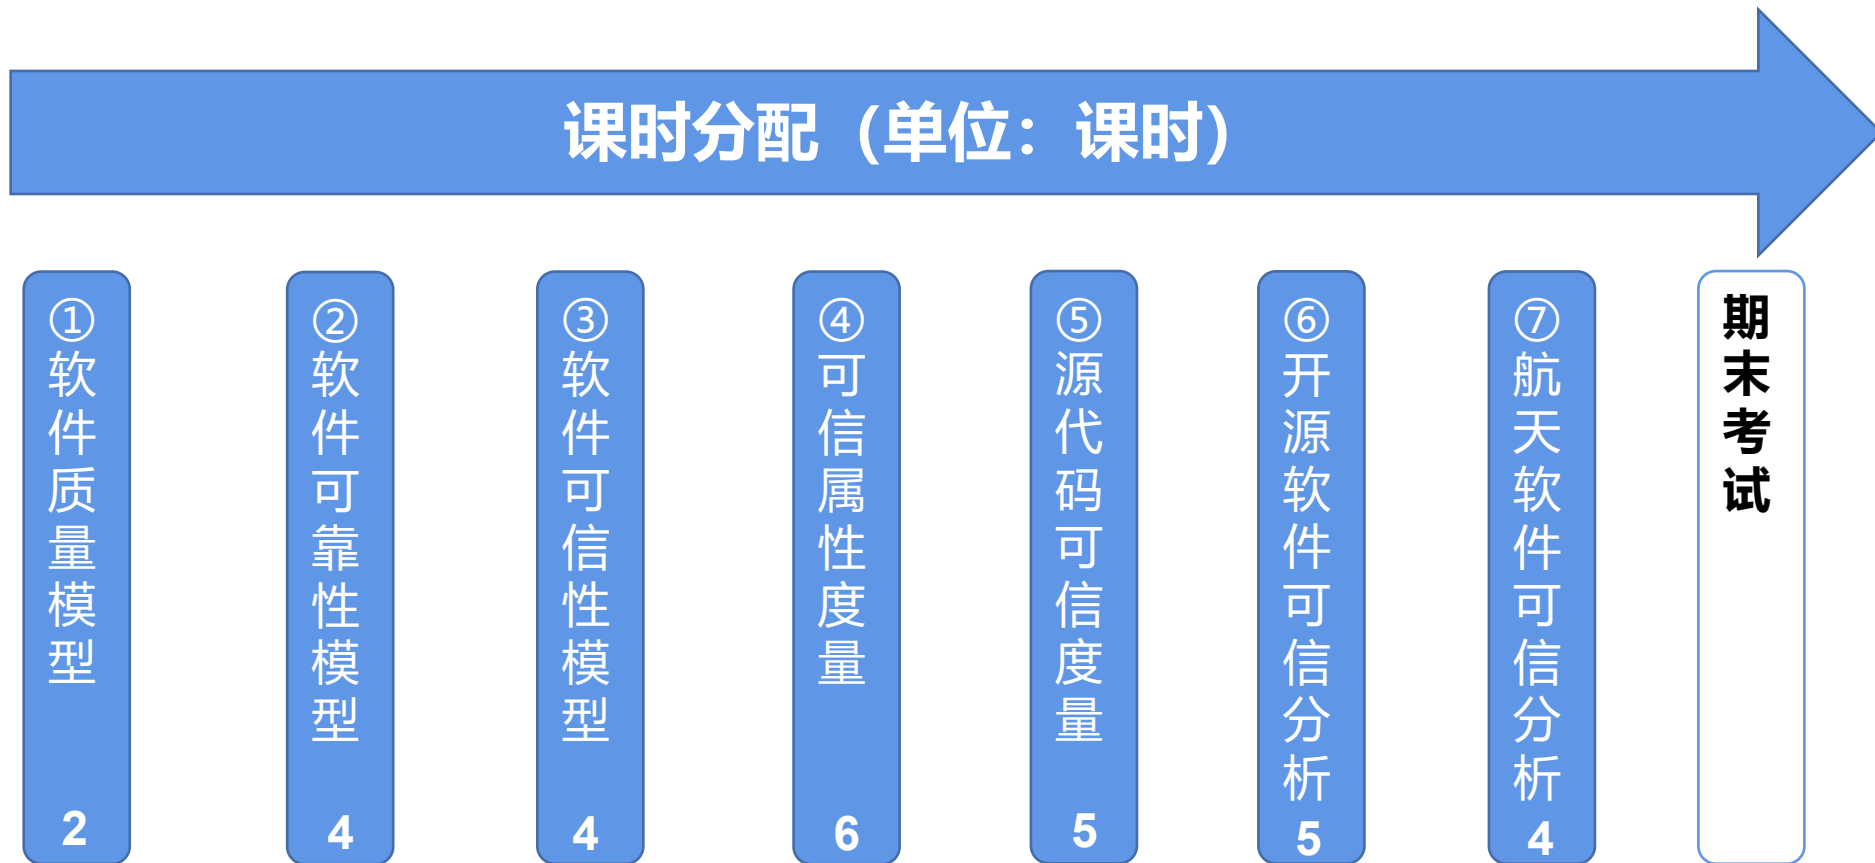 课时分配（单位：课时）
①软件质量模型
2
②软件可靠性模型
4
③软件可信性模型
4
④可信属性度量
6
⑤源代码可信度量
5
⑥开源软件可信分析
5
⑦航天软件可信分析
4
期末考试